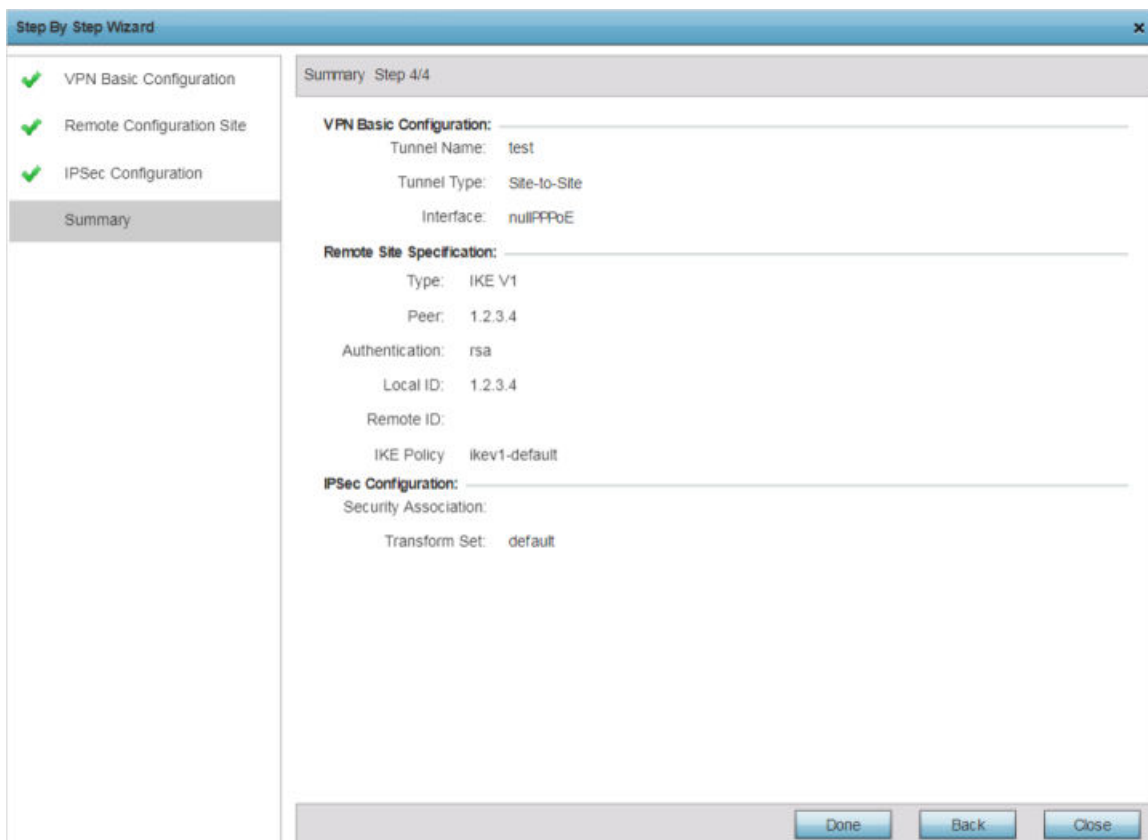 Step By Step Wizard
VPN Basic Configuration
Remote Configuration Site
IPSec Configuration
Summary
Summary Step 4/4
VPN Basic Configuration:
Tunnel Name: test
Tunnel Type: Site-to-Site
Interface: nullPPPoE
Remote Site Specification:
Type: IKE V1
Peer: 1.2.3.4
Authentication: rsa
Local ID: 1.2.3.4
Remote ID:
IKE Policy ikev1-default
IPSec Configuration:
Security Association:
Transform Set: default
Done Back Close